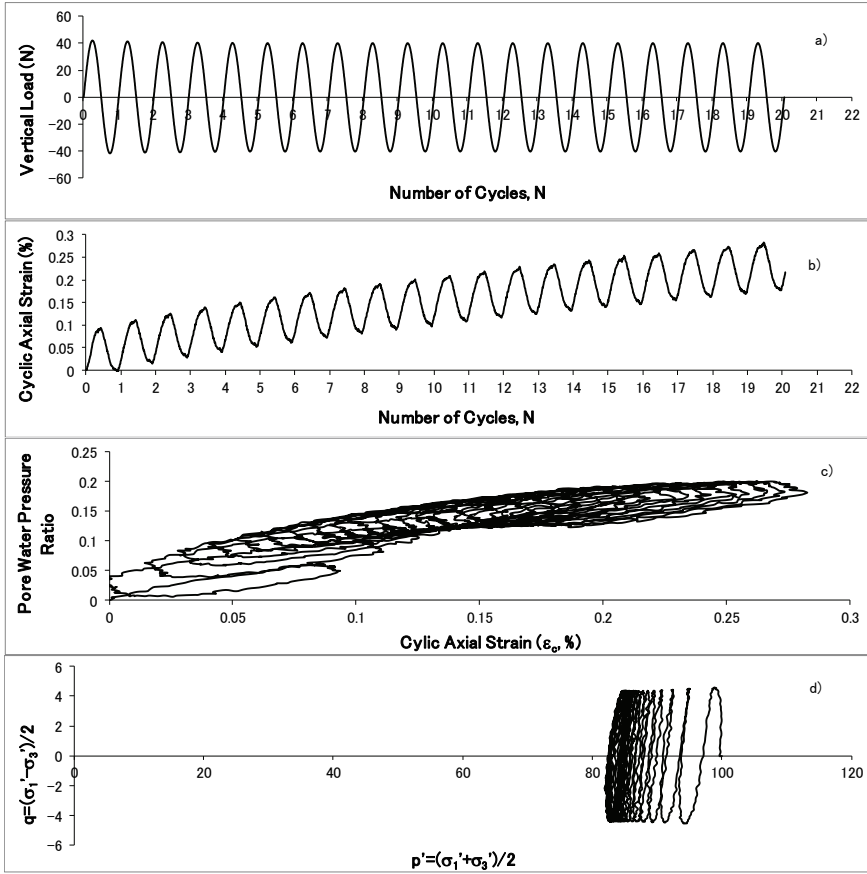 a)
Vertical Load (N)
60
40
20
0
−20
−40
−60
0 1 2 3 4 5 6 7 8 9 10 11 12 13 14 15 16 17 18 19 20 21 22
Number of Cycles, N
b)
Cyclic Axial Strain (%)
0.3
0.25
0.2
0.15
0.1
0.05
0
0 1 2 3 4 5 6 7 8 9 10 11 12 13 14 15 16 17 18 19 20 21 22
Number of Cycles, N
c)
Pore Water Pressure
Ratio
0.25
0.2
0.15
0.1
0.05
0
0 0.05 0.1 0.15 0.2 0.25 0.3
Cylic Axial Strain (εc, %)
d)
q=(σ1'−σ3')/2
6
4
2
0
−2
−4
−6
0 20 40 60 80 100 120
p'=(σ1'+σ3')/2